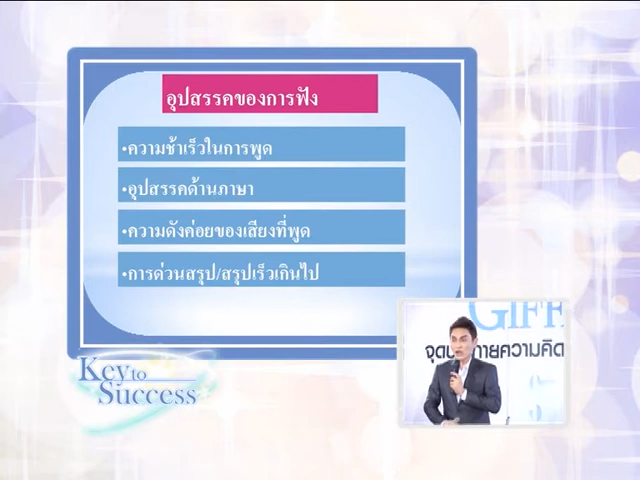 อุปสรรคของการฟัง
•ความช้าเร็วในการพูด
•อุปสรรคด้านภาษา
•ความดังค่อยของเสียงที่พูด
•การด่วนสรุป/สรุปเร็วเกินไป
Key to
Success